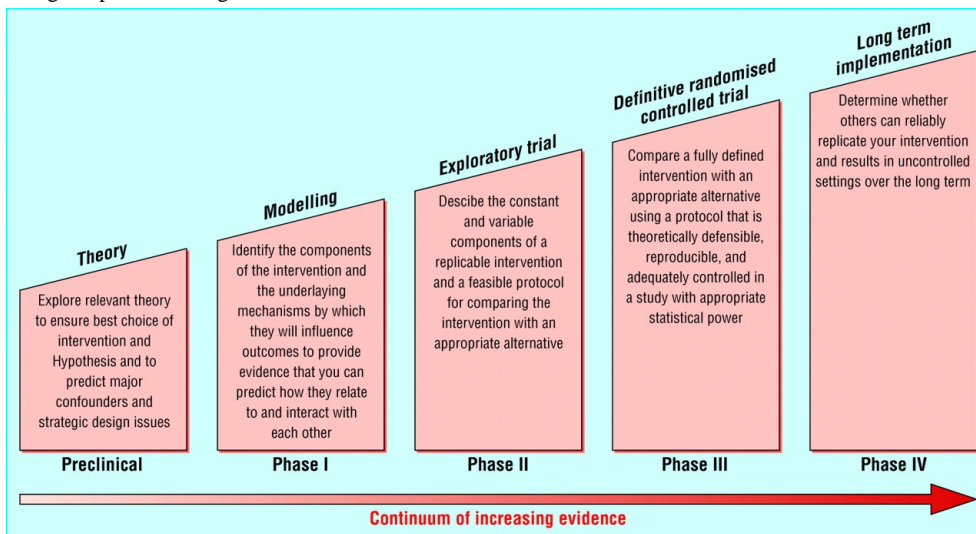 Theory
Explore relevant theory
to ensure best choice of
intervention and
Hypothesis and to
predict major
confounders and
strategic design issues
Preclinical
Modelling
Identify the components
of the intervention and
the underlaying
mechanisms by which
they will influence
outcomes to provide
evidence that you can
predict how they relate
to and interact with
each other
Phase I
Exploratory trial
Descibe the constant
and variable
components of a
replicable intervention
and a feasible protocol
for comparing the
intervention with an
appropriate alternative
Phase II
Definitive randomised
controlled trial
Compare a fully defined
intervention with an
appropriate alternative
using a protocol that is
theoretically defensible,
reproducible, and
adequately controlled in
a study with appropriate
statistical power
Phase III
Long term
implementation
Determine whether
others can reliably
replicate your intervention
and results in uncontrolled
settings over the long term
Phase IV
Continuum of increasing evidence